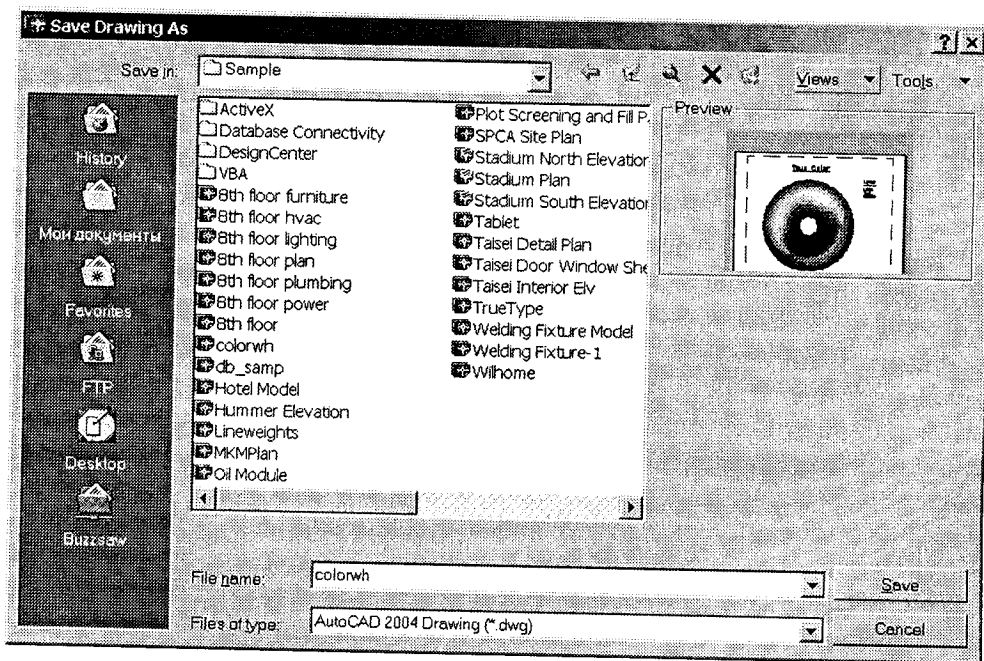 Save Drawing As
Save in:
Sample
Views
Tools
History
Мои документы
Favorites
FTP
Desktop
Buzzsaw
ActiveX
Database Connectivity
DesignCenter
VBA
8th floor furniture
8th floor hvac
8th floor lighting
8th floor plan
8th floor plumbing
8th floor power
8th floor
colorwh
db_samp
Hotel Model
Hummer Elevation
Lineweights
MKMPlan
Oil Module
Plot Screening and Fill P
SPCA Site Plan
Stadium North Elevation
Stadium Plan
Stadium South Elevation
Tablet
Taisei Detail Plan
Taisei Door Window She
Taisei Interior Elv
TrueType
Welding Fixture Model
Welding Fixture-1
Wilhome
Preview
True Color
File name:
colorwh
Save
Files of type:
AutoCAD 2004 Drawing (*.dwg)
Cancel